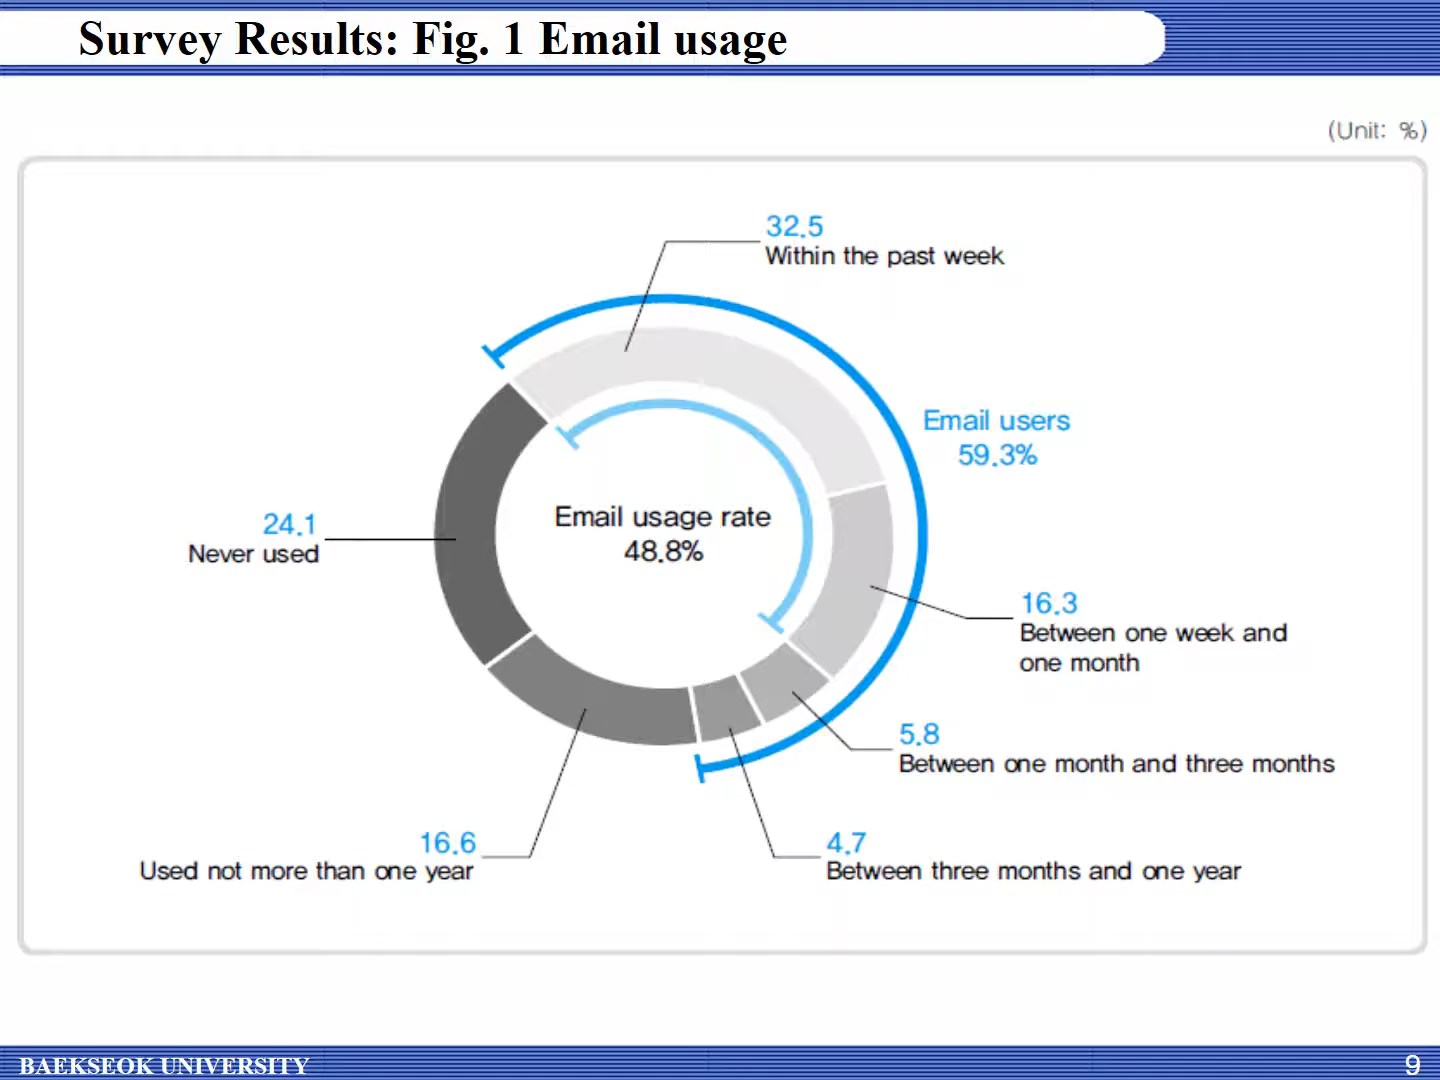 Survey Results: Fig. 1 Email usage
(Unit: %)
32.5
Within the past week
Email users
59.3%
Email usage rate
48.8%
24.1
Never used
16.3
Between one week and
one month
5.8
Between one month and three months
16.6
Used not more than one year
4.7
Between three months and one year
BAEKSEOK UNIVERSITY
9